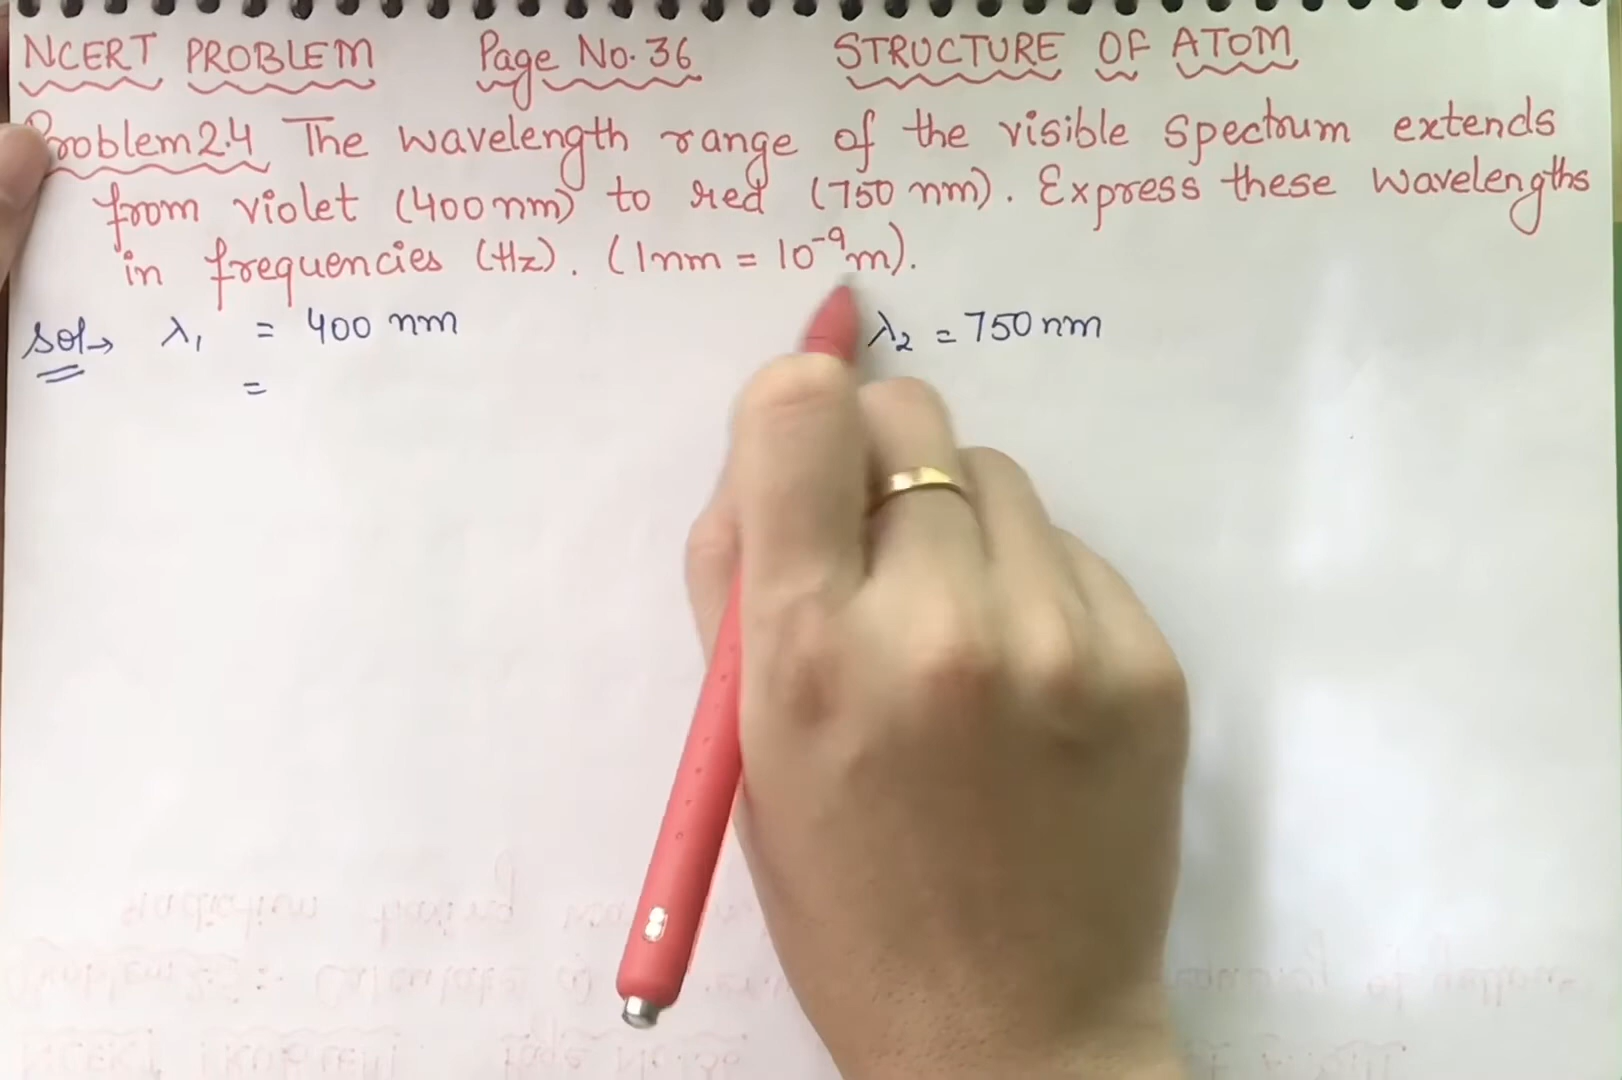 NCERT PROBLEM Page No. 36 STRUCTURE OF ATOM
Problem 2.4 The wavelength range of the visible spectrum extends
from violet (400 nm) to red (750 nm). Express these wavelengths
in frequencies (Hz). (1nm = 10⁻⁹m).
Sol→ λ₁ = 400 nm λ₂ = 750 nm
=